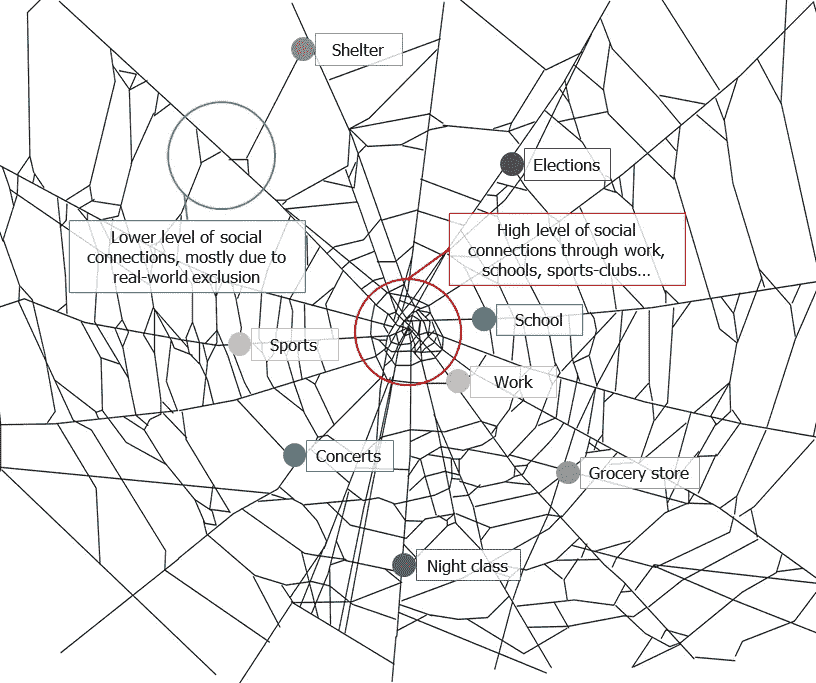 Shelter
Elections
Lower level of social
connections, mostly due to
real-world exclusion
High level of social
connections through work,
schools, sports-clubs...
School
Sports
Work
Concerts
Grocery store
Night class